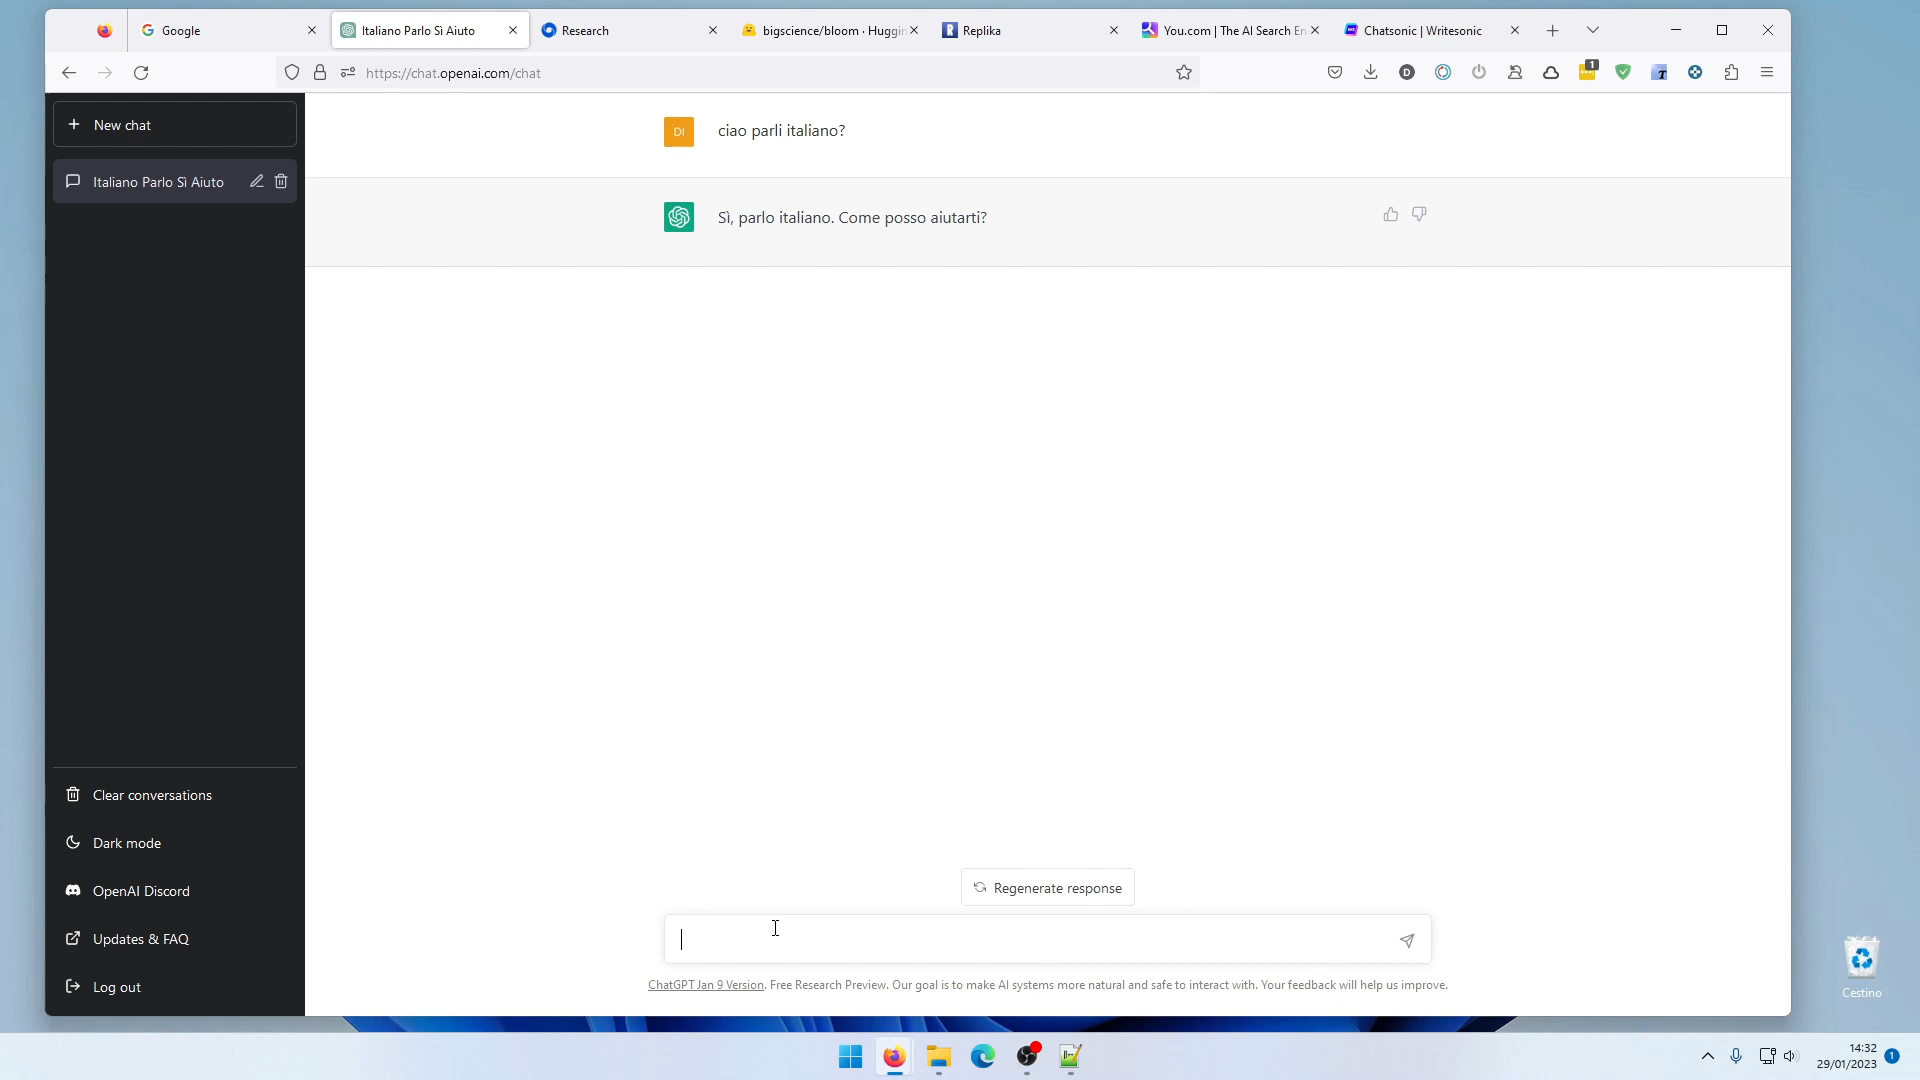 Google
Italiano Parlo Sì Aiuto
Research
bigscience/bloom · Huggin
Replika
You.com | The AI Search En
Chatsonic | Writesonic
https://chat.openai.com/chat
D
1
T
New chat
DI
ciao parli italiano?
Italiano Parlo Sì Aiuto
Sì, parlo italiano. Come posso aiutarti?
Clear conversations
Dark mode
OpenAI Discord
Updates & FAQ
Log out
Regenerate response
ChatGPT Jan 9 Version. Free Research Preview. Our goal is to make AI systems more natural and safe to interact with. Your feedback will help us improve.
Cestino
14:32
29/01/2023
1